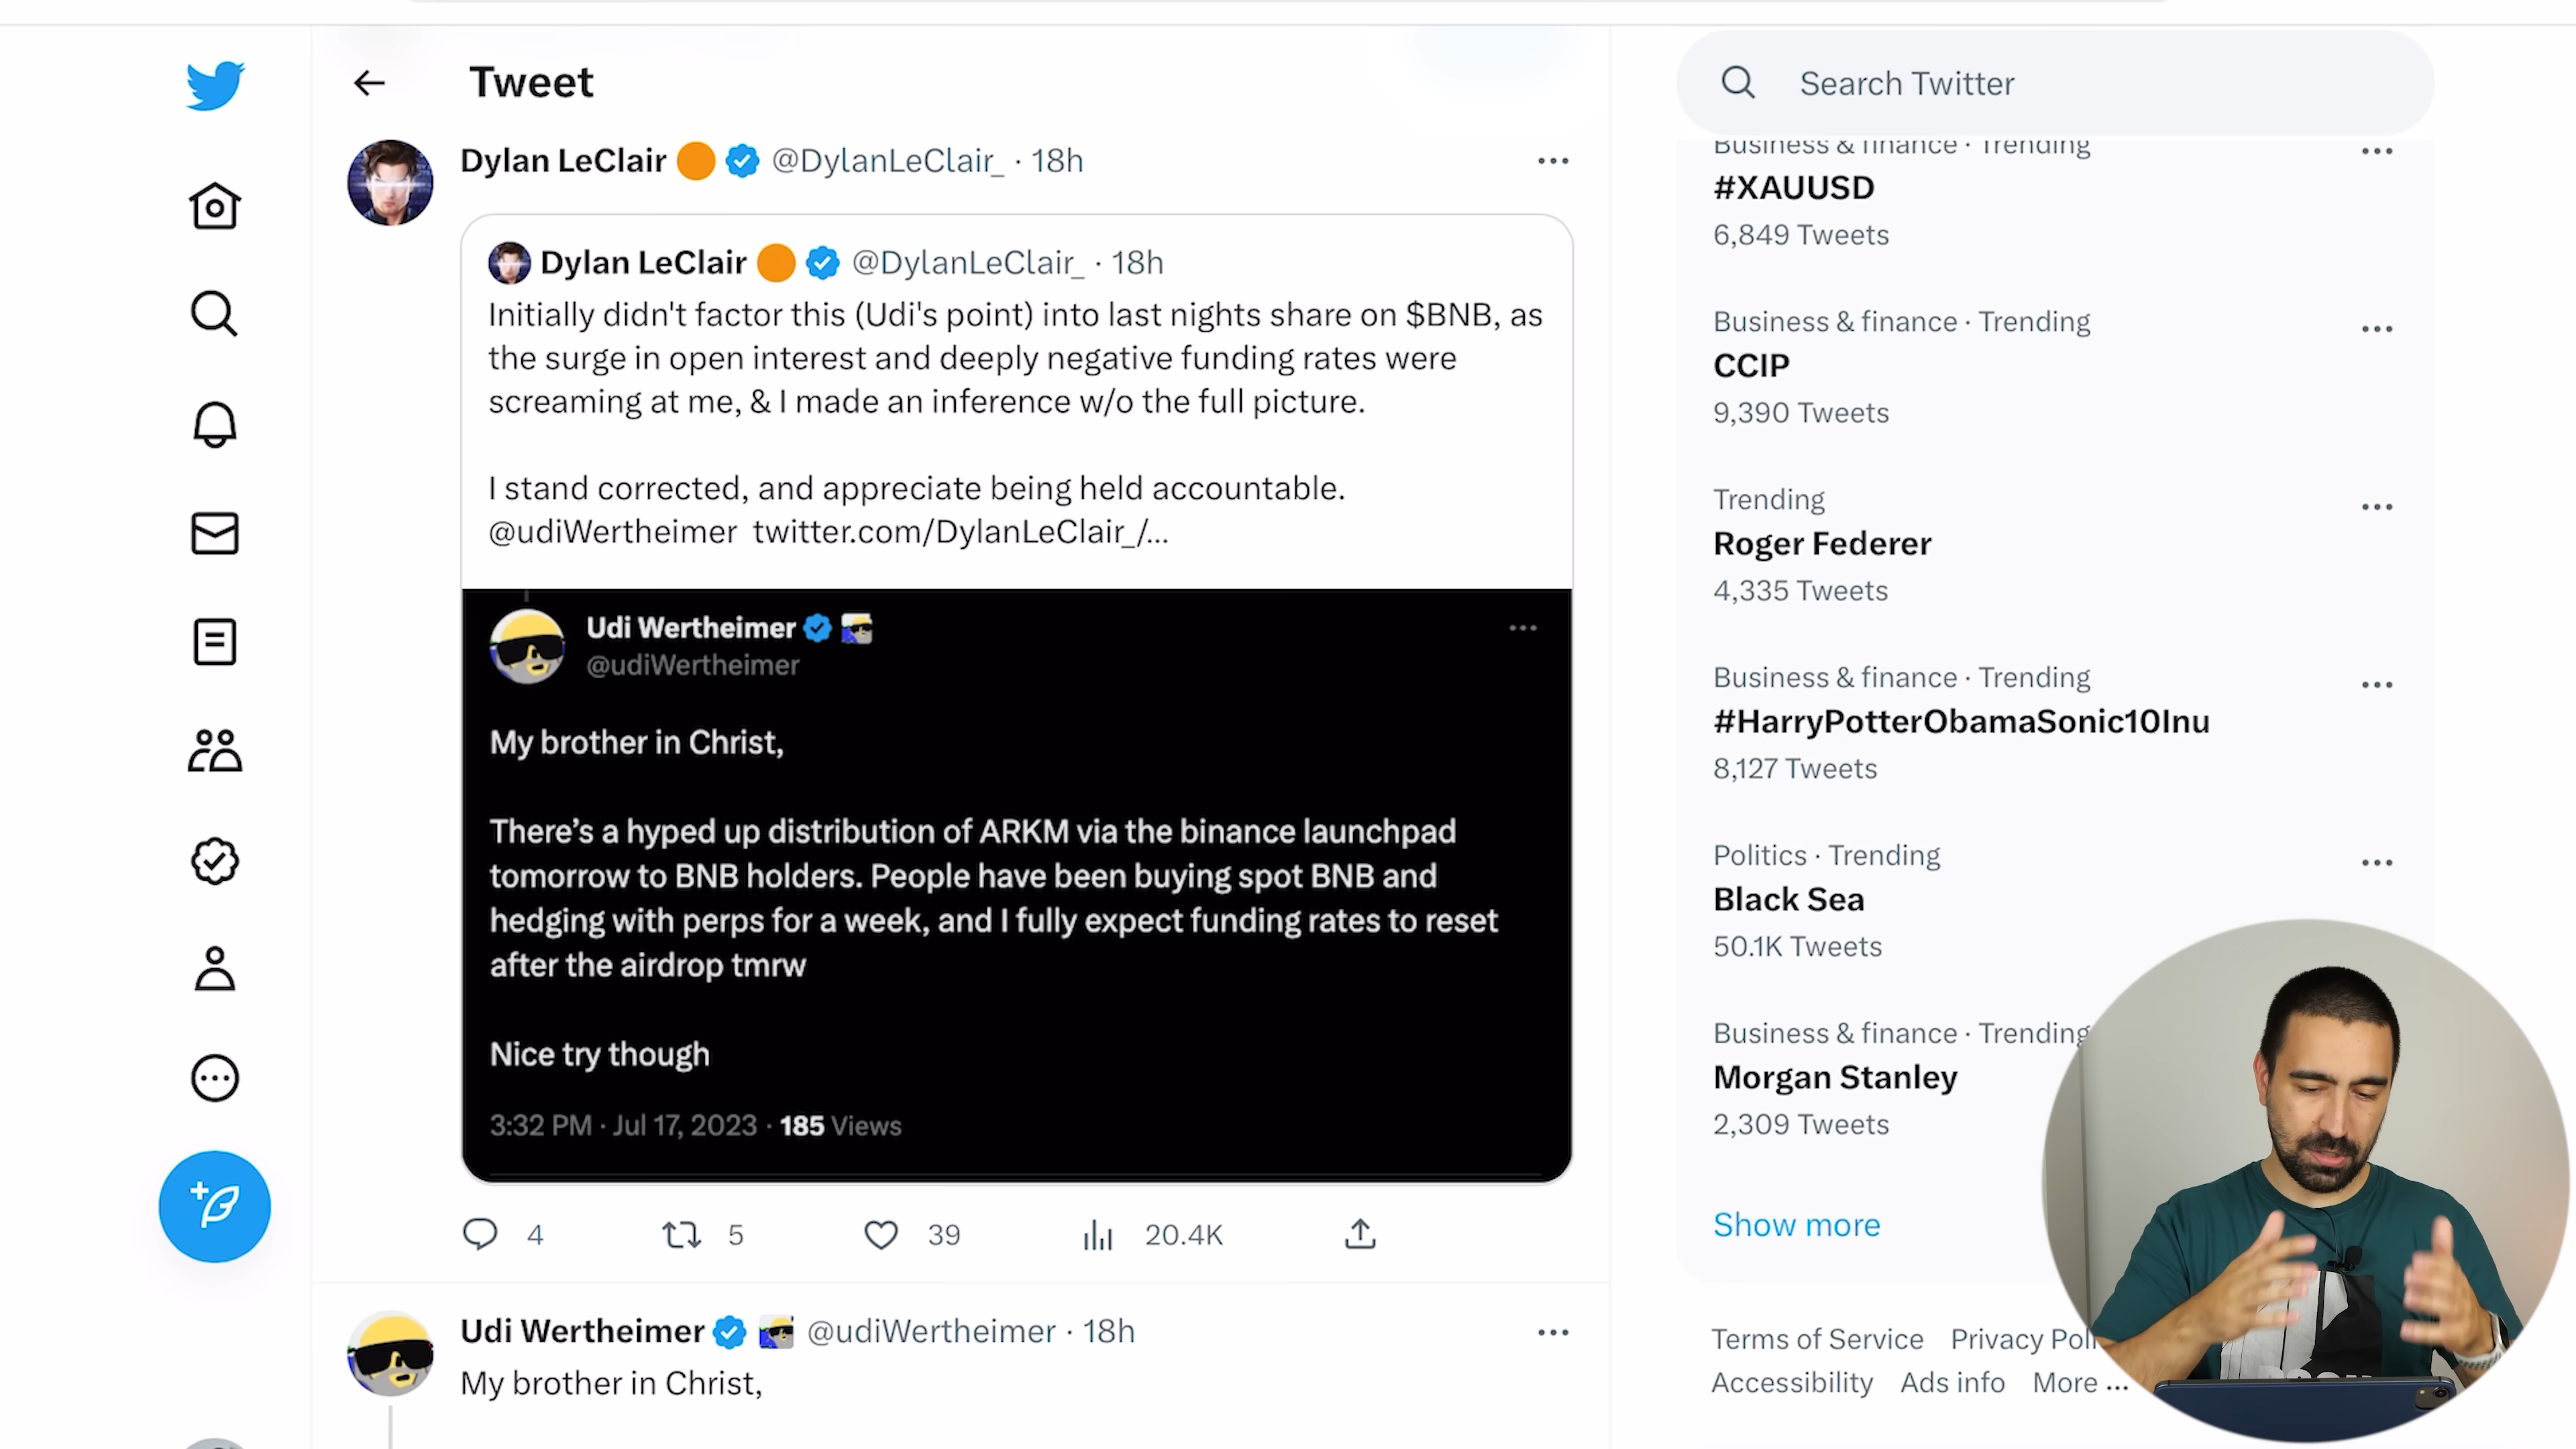 Tweet
Dylan LeClair @DylanLeClair_ · 18h
Dylan LeClair @DylanLeClair_ · 18h
Initially didn't factor this (Udi's point) into last nights share on $BNB, as
the surge in open interest and deeply negative funding rates were
screaming at me, & I made an inference w/o the full picture.
I stand corrected, and appreciate being held accountable.
@udiWertheimer twitter.com/DylanLeClair_/...
Udi Wertheimer
@udiWertheimer
My brother in Christ,
There's a hyped up distribution of ARKM via the binance launchpad
tomorrow to BNB holders. People have been buying spot BNB and
hedging with perps for a week, and I fully expect funding rates to reset
after the airdrop tmrw
Nice try though
3:32 PM · Jul 17, 2023 · 185 Views
4 5 39 20.4K
Udi Wertheimer @udiWertheimer · 18h
My brother in Christ,
Search Twitter
Business & finance · Trending
#XAUUSD
6,849 Tweets
Business & finance · Trending
CCIP
9,390 Tweets
Trending
Roger Federer
4,335 Tweets
Business & finance · Trending
#HarryPotterObamaSonic10Inu
8,127 Tweets
Politics · Trending
Black Sea
50.1K Tweets
Business & finance · Trending
Morgan Stanley
2,309 Tweets
Show more
Terms of Service Privacy Pol
Accessibility Ads info More ...